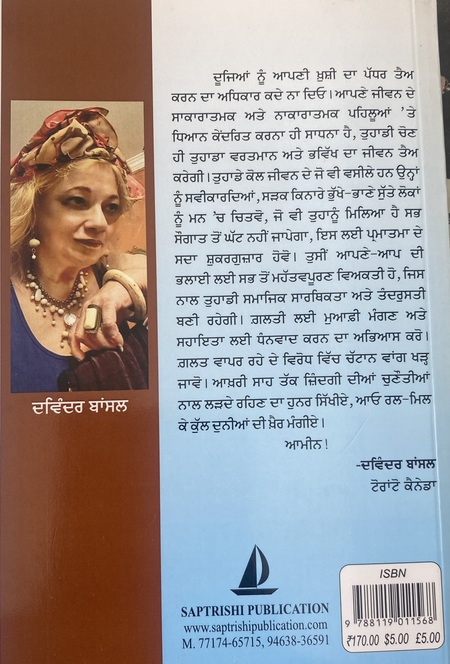 ਦੂਜਿਆਂ ਨੂੰ ਆਪਣੀ ਖੁਸ਼ੀ ਦਾ ਪੱਧਰ ਤੈਅ
ਕਰਨ ਦਾ ਅਧਿਕਾਰ ਕਦੇ ਨਾ ਦਿਓ। ਆਪਣੇ ਜੀਵਨ ਦੇ
ਸਾਕਾਰਾਤਮਕ ਅਤੇ ਨਾਕਾਰਾਤਮਕ ਪਹਿਲੂਆਂ 'ਤੇ
ਧਿਆਨ ਕੇਂਦਰਿਤ ਕਰਨਾ ਹੀ ਸਾਧਨਾ ਹੈ, ਤੁਹਾਡੀ ਚੋਣ
ਹੀ ਤੁਹਾਡਾ ਵਰਤਮਾਨ ਅਤੇ ਭਵਿੱਖ ਦਾ ਜੀਵਨ ਤੈਅ
ਕਰੇਗੀ। ਤੁਹਾਡੇ ਕੋਲ ਜੀਵਨ ਦੇ ਜੋ ਵੀ ਵਸੀਲੇ ਹਨ ਉਨ੍ਹਾਂ
ਨੂੰ ਸਵੀਕਾਰਦਿਆਂ, ਸੜਕ ਕਿਨਾਰੇ ਭੁੱਖੇ-ਭਾਣੇ ਸੁੱਤੇ ਲੋਕਾਂ
ਨੂੰ ਮਨ 'ਚ ਚਿਤਵੋ, ਜੋ ਵੀ ਤੁਹਾਨੂੰ ਮਿਲਿਆ ਹੈ ਸਭ
ਸੌਗਾਤ ਤੋਂ ਘੱਟ ਨਹੀਂ ਜਾਪੇਗਾ, ਇਸ ਲਈ ਪ੍ਰਮਾਤਮਾ ਦੇ
ਸਦਾ ਸ਼ੁਕਰਗੁਜ਼ਾਰ ਹੋਵੋ। ਤੁਸੀਂ ਆਪਣੇ-ਆਪ ਦੀ
ਭਲਾਈ ਲਈ ਸਭ ਤੋਂ ਮਹੱਤਵਪੂਰਣ ਵਿਅਕਤੀ ਹੋ, ਜਿਸ
ਨਾਲ ਤੁਹਾਡੀ ਸਮਾਜਿਕ ਸਾਰਥਿਕਤਾ ਅਤੇ ਤੰਦਰੁਸਤੀ
ਬਣੀ ਰਹੇਗੀ। ਗ਼ਲਤੀ ਲਈ ਮੁਆਫ਼ੀ ਮੰਗਣ ਅਤੇ
ਸਹਾਇਤਾ ਲਈ ਧੰਨਵਾਦ ਕਰਨ ਦਾ ਅਭਿਆਸ ਕਰੋ।
ਗ਼ਲਤ ਵਾਪਰ ਰਹੇ ਦੇ ਵਿਰੋਧ ਵਿੱਚ ਚੱਟਾਨ ਵਾਂਗ ਖੜ੍ਹ
ਜਾਵੋ। ਆਖ਼ਰੀ ਸਾਹ ਤੱਕ ਜ਼ਿੰਦਗੀ ਦੀਆਂ ਚੁਣੌਤੀਆਂ
ਨਾਲ ਲੜਦੇ ਰਹਿਣ ਦਾ ਹੁਨਰ ਸਿੱਖੀਏ, ਆਓ ਰਲ-ਮਿਲ
ਕੇ ਕੁੱਲ ਦੁਨੀਆਂ ਦੀ ਖ਼ੈਰ ਮੰਗੀਏ।
ਆਮੀਨ!
-ਦਵਿੰਦਰ ਬਾਂਸਲ
ਟੋਰਾਂਟੋ ਕੈਨੇਡਾ
ਦਵਿੰਦਰ ਬਾਂਸਲ
SAPTRISHI PUBLICATION
www.saptrishipublication.com
M. 77174-65715, 94638-36591
ISBN
9 788119 011568
₹170.00 $5.00 £5.00